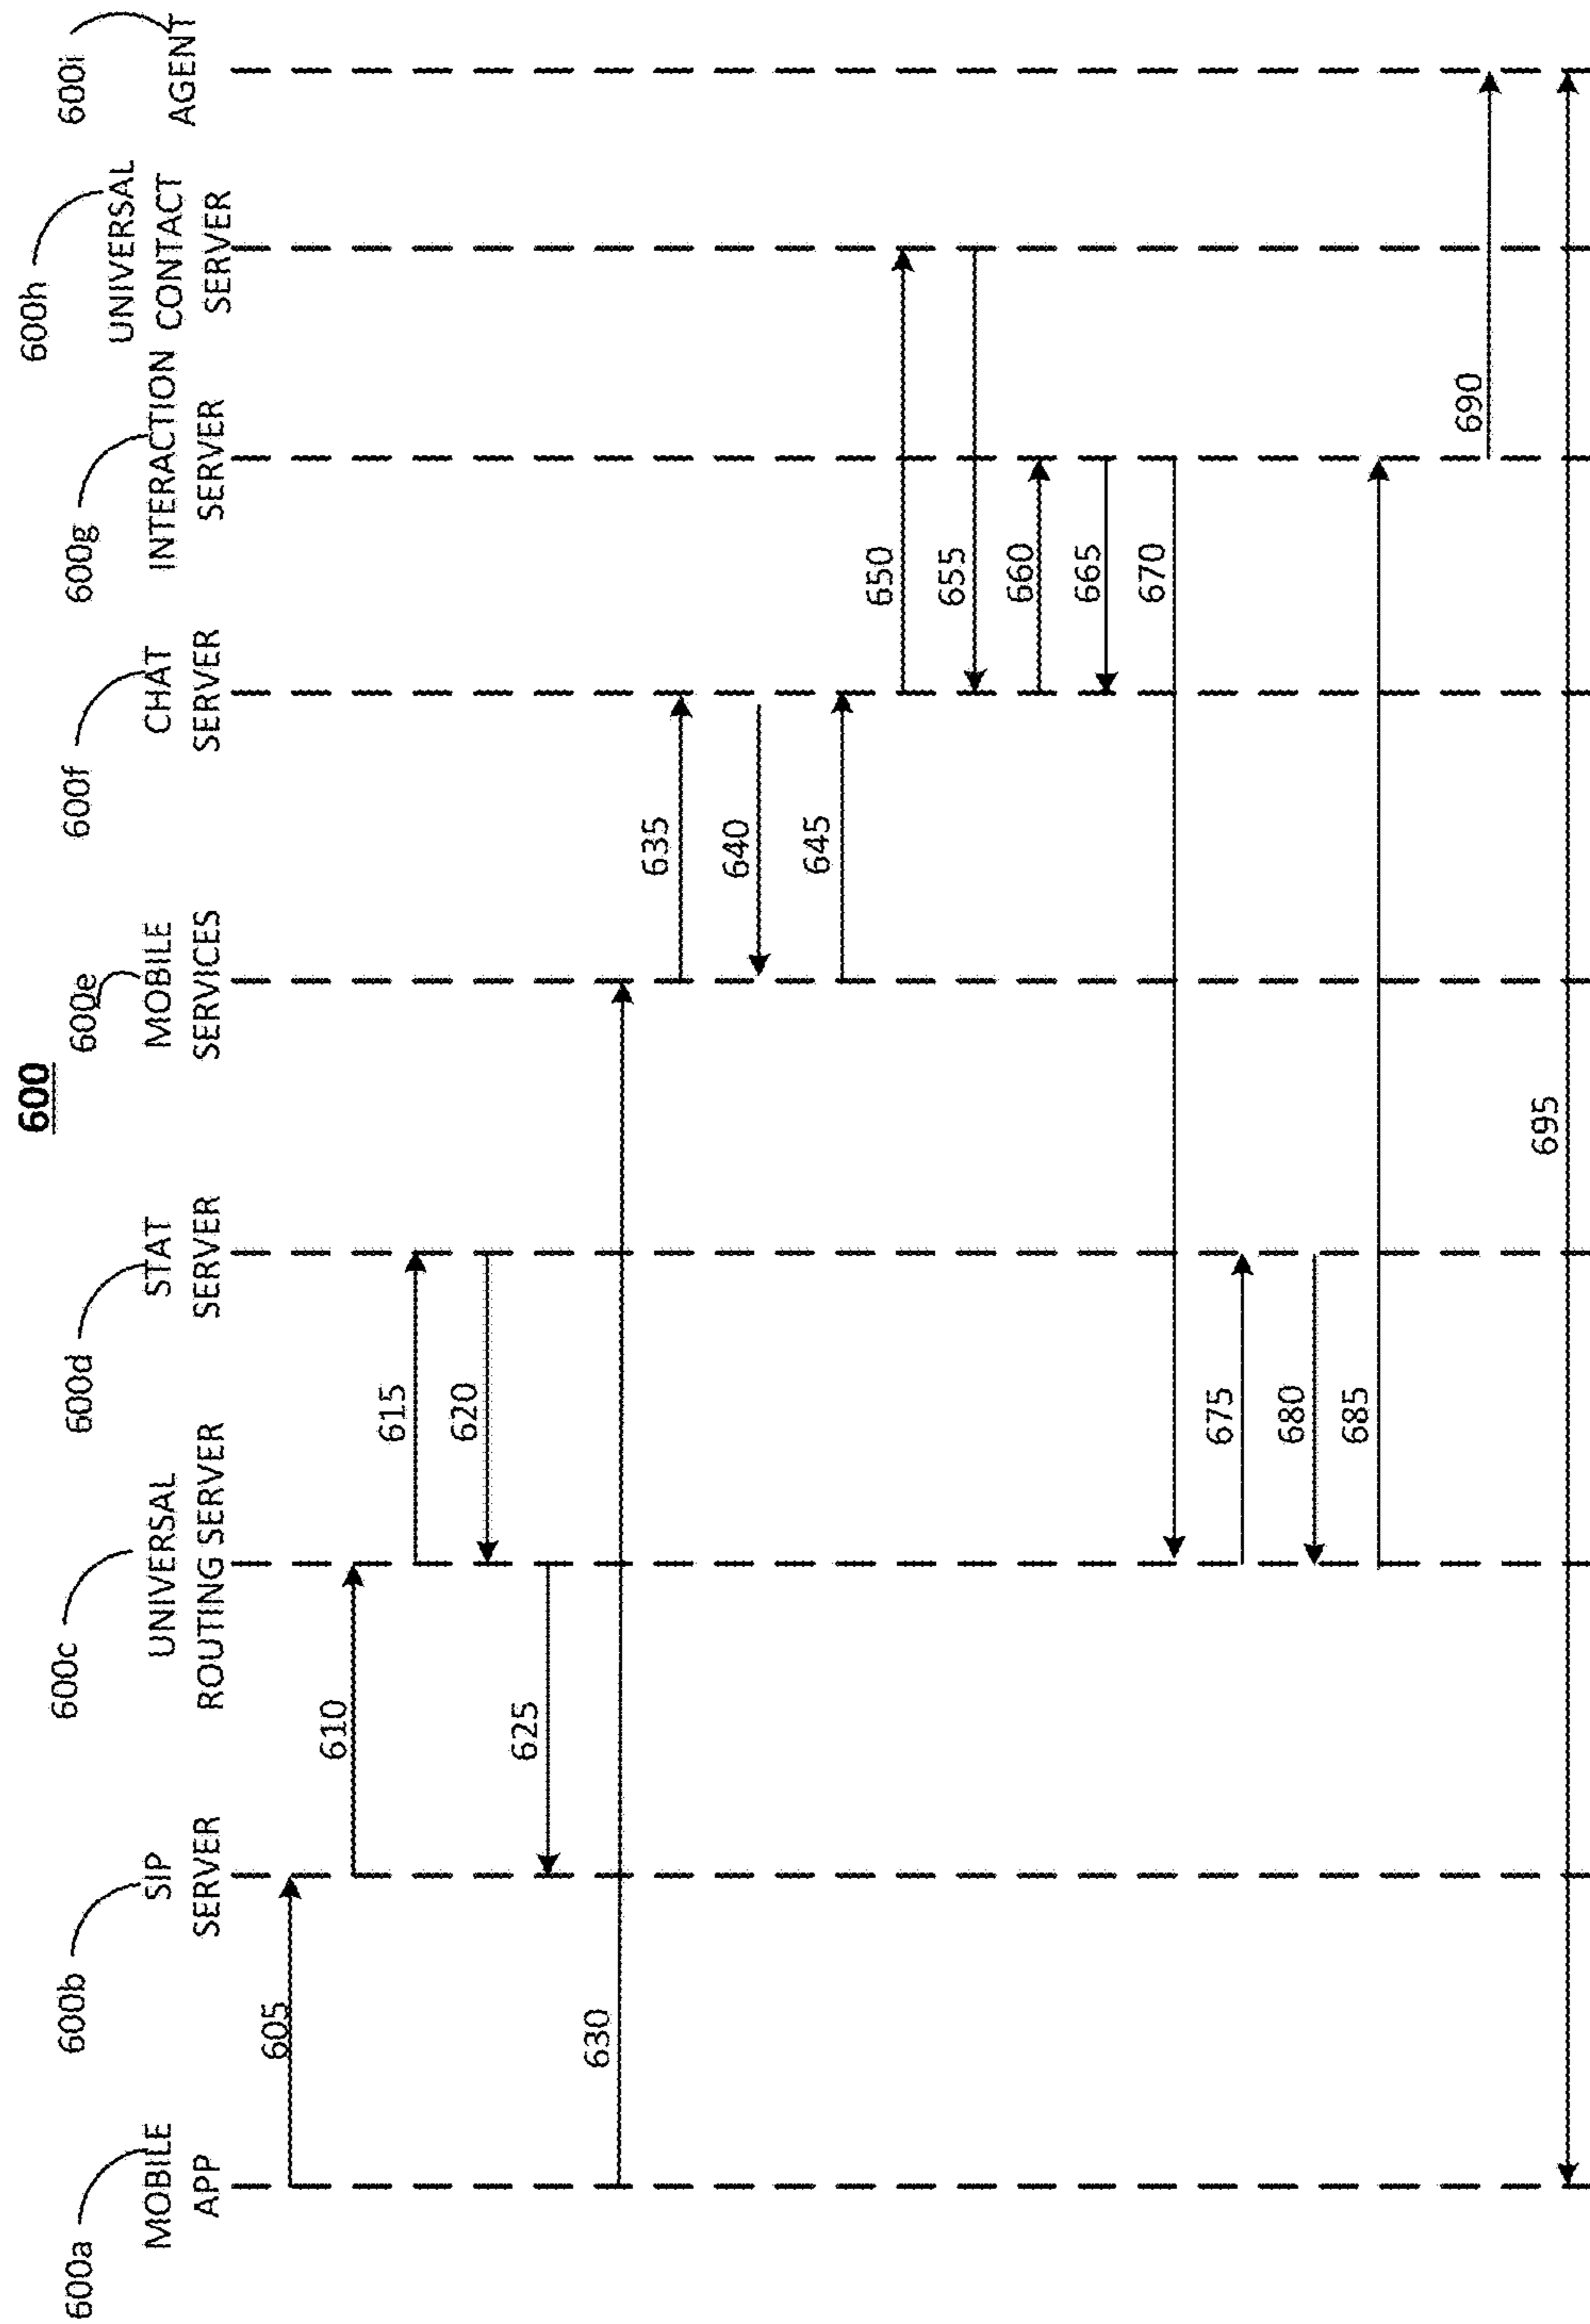 600
600a
MOBILE
APP
600b
SIP
SERVER
600c
UNIVERSAL
ROUTING SERVER
600d
STAT
SERVER
600e
MOBILE
SERVICES
600f
CHAT
SERVER
600g
INTERACTION
SERVER
600h
UNIVERSAL
CONTACT
SERVER
600i
AGENT
605
610
615
620
625
630
635
640
645
650
655
660
665
670
675
680
685
690
695